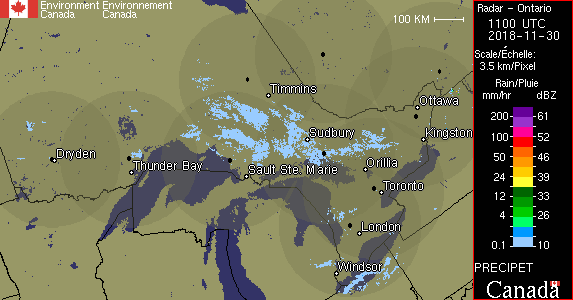 Environment Environnement
Canada Canada
100 KM
Timmins
Ottawa
Sudbury
Kingston
Dryden
Thunder Bay
Sault Ste. Marie
Orillia
Toronto
London
Windsor
Radar - Ontario
1100 UTC
2018-11-30
Scale/Échelle:
3.5 km/Pixel
Rain/Pluie
mm/hr dBZ
200 61
100 52
50 46
24 39
12 33
4 26
0.1 10
PRECIPET
Canada